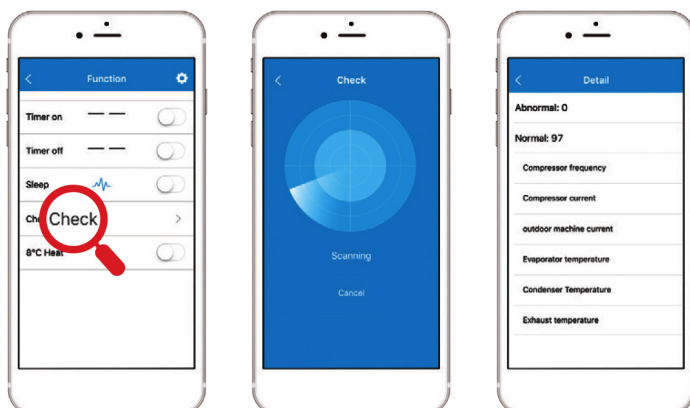 Function
Timer on
Timer off
Sleep
Check
8°C Heat
Check
Scanning
Cancel
Detail
Abnormal: 0
Normal: 97
Compressor frequency
Compressor current
outdoor machine current
Evaporator temperature
Condenser Temperature
Exhaust temperature